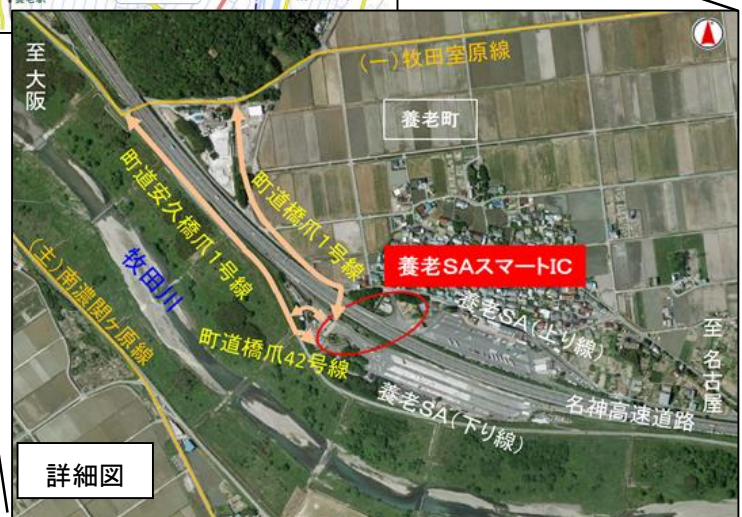 養老駅
至大阪
(一)牧田室原線
養老町
町道安久橋爪1号線
町道橋爪1号線
養老SAスマートIC
(主)南濃関ケ原線
牧田川
町道橋爪42号線
養老SA(上り線)
養老SA(下り線)
至 名古屋
名神高速道路
詳細図